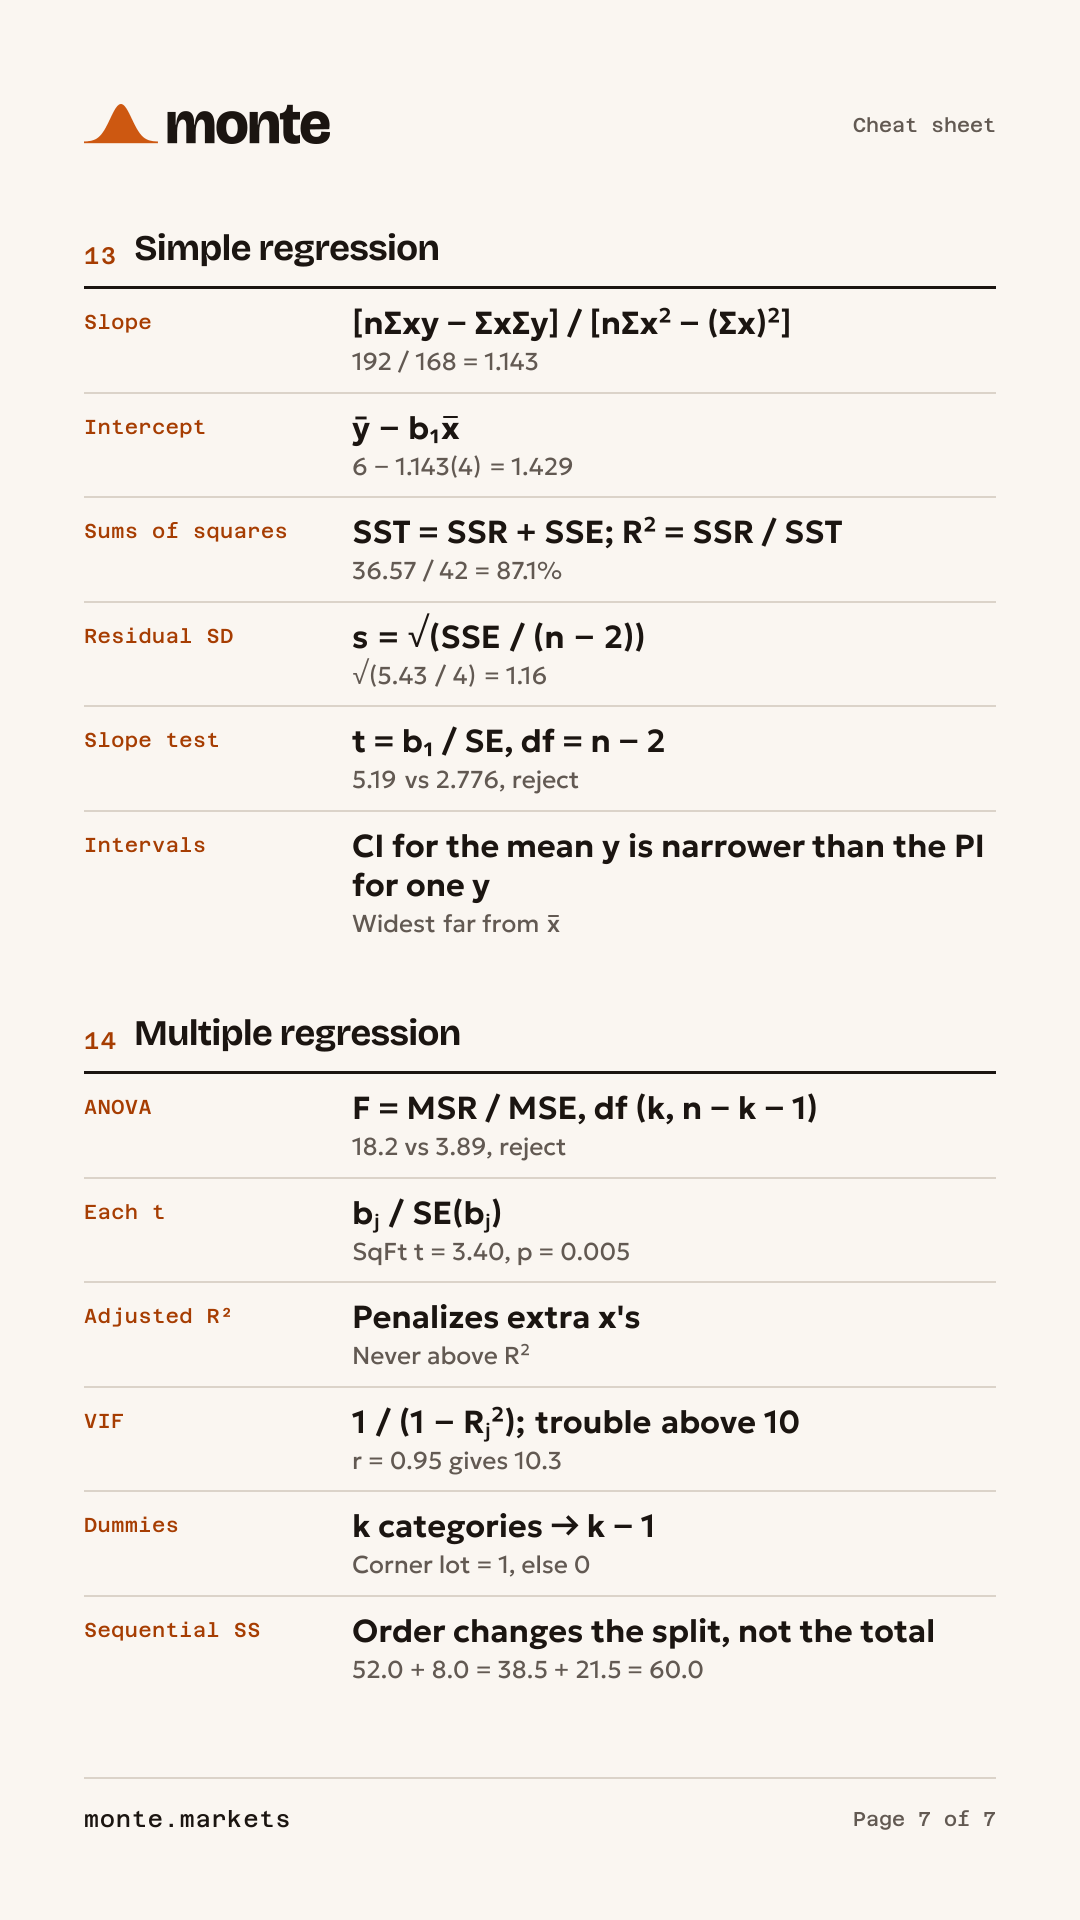 monte
Cheat sheet
13 Simple regression
Slope
[nΣxy − ΣxΣy] / [nΣx² − (Σx)²]
192 / 168 = 1.143
Intercept
ȳ − b₁x̄
6 − 1.143(4) = 1.429
Sums of squares
SST = SSR + SSE; R² = SSR / SST
36.57 / 42 = 87.1%
Residual SD
s = √(SSE / (n − 2))
√(5.43 / 4) = 1.16
Slope test
t = b₁ / SE, df = n − 2
5.19 vs 2.776, reject
Intervals
CI for the mean y is narrower than the PI
for one y
Widest far from x̄
14 Multiple regression
ANOVA
F = MSR / MSE, df (k, n − k − 1)
18.2 vs 3.89, reject
Each t
bⱼ / SE(bⱼ)
SqFt t = 3.40, p = 0.005
Adjusted R²
Penalizes extra x's
Never above R²
VIF
1 / (1 − Rⱼ²); trouble above 10
r = 0.95 gives 10.3
Dummies
k categories → k − 1
Corner lot = 1, else 0
Sequential SS
Order changes the split, not the total
52.0 + 8.0 = 38.5 + 21.5 = 60.0
monte.markets
Page 7 of 7